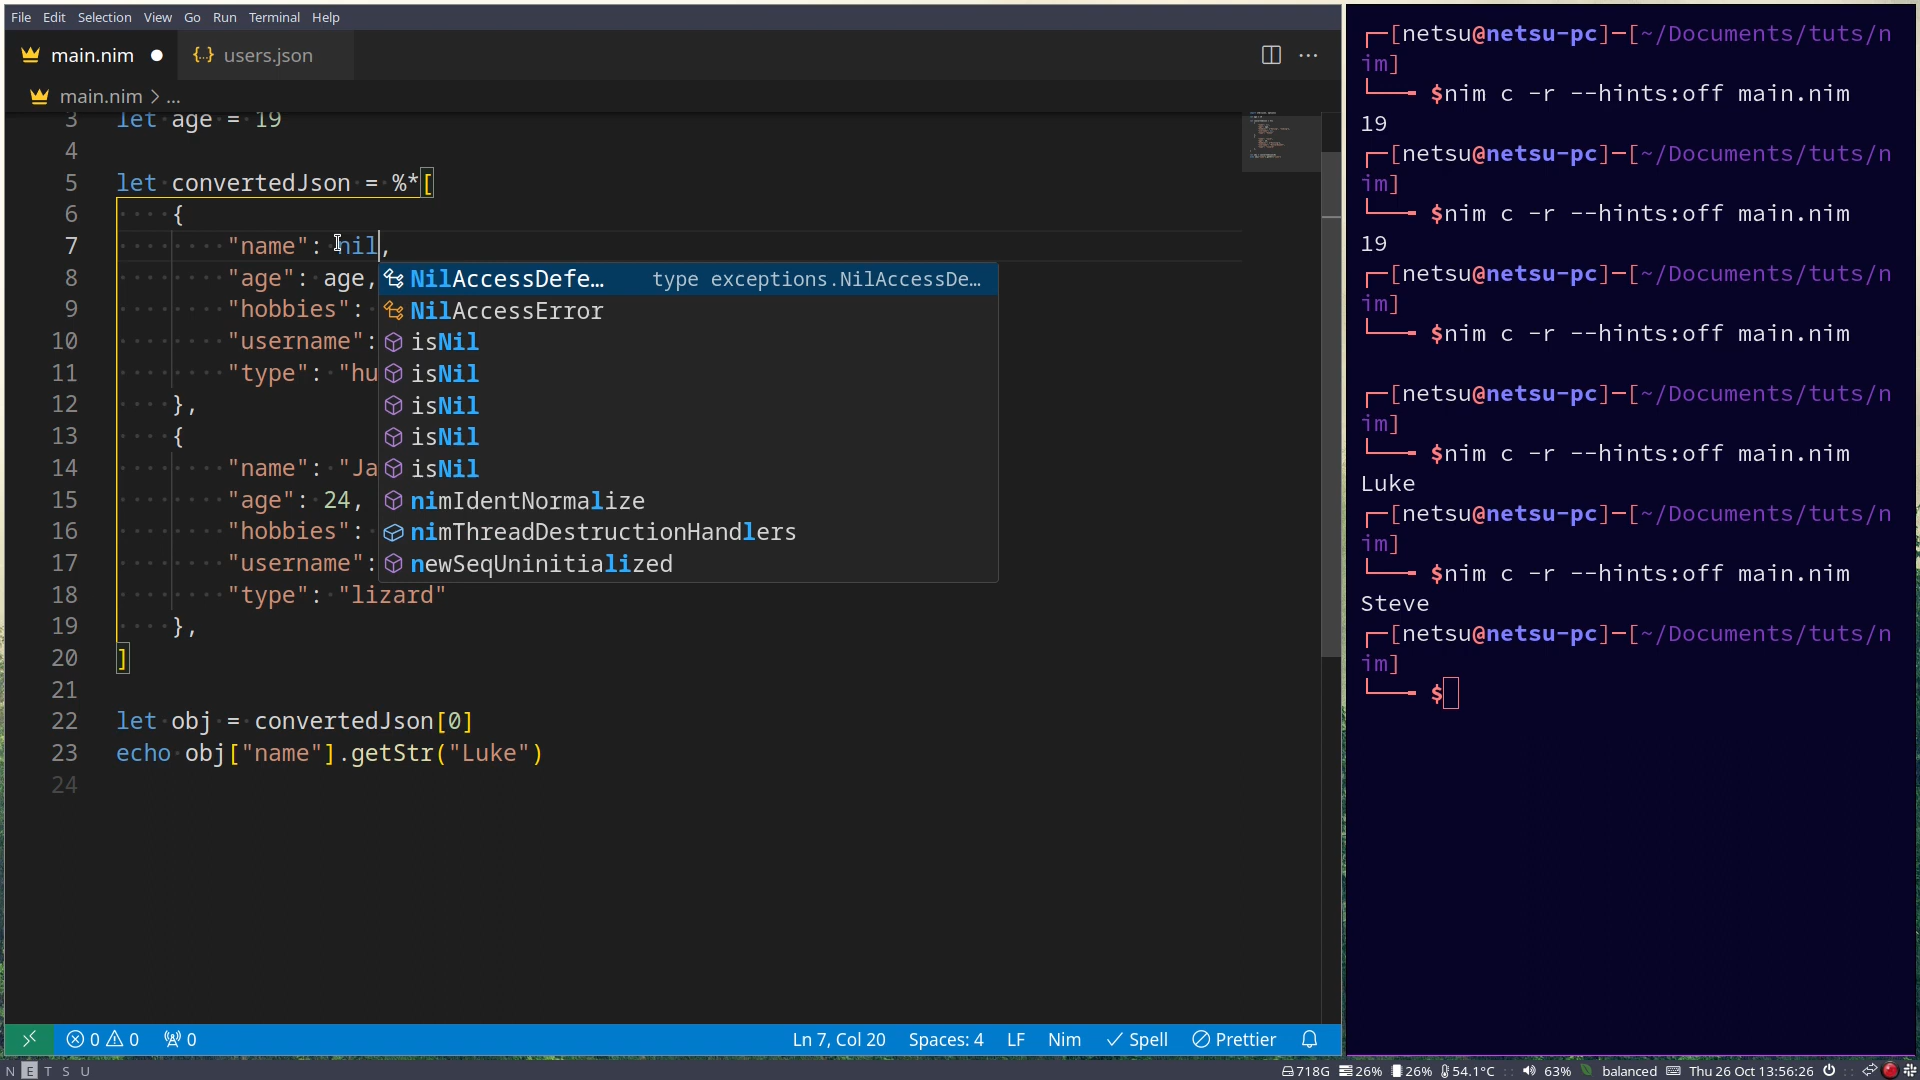 File Edit Selection View Go Run Terminal Help
main.nim users.json
main.nim > ...
3 let age = 19
4
5 let convertedJson = %*[
6 {
7 "name": nil,
8 "age": age,
9 "hobbies":
10 "username":
11 "type": "hu
12 },
13 {
14 "name": "Ja
15 "age": 24,
16 "hobbies":
17 "username":
18 "type": "lizard"
19 },
20 ]
21
22 let obj = convertedJson[0]
23 echo obj["name"].getStr("Luke")
24
NilAccessDefe… type exceptions.NilAccessDe…
NilAccessError
isNil
isNil
isNil
isNil
isNil
nimIdentNormalize
nimThreadDestructionHandlers
newSeqUninitialized
0 0 0 Ln 7, Col 20 Spaces: 4 LF Nim Spell Prettier
[netsu@netsu-pc]-[~/Documents/tuts/n
im]
$nim c -r --hints:off main.nim
19
[netsu@netsu-pc]-[~/Documents/tuts/n
im]
$nim c -r --hints:off main.nim
19
[netsu@netsu-pc]-[~/Documents/tuts/n
im]
$nim c -r --hints:off main.nim
[netsu@netsu-pc]-[~/Documents/tuts/n
im]
$nim c -r --hints:off main.nim
Luke
[netsu@netsu-pc]-[~/Documents/tuts/n
im]
$nim c -r --hints:off main.nim
Steve
[netsu@netsu-pc]-[~/Documents/tuts/n
im]
$
N E T S U 718G 26% 26% 54.1°C 63% balanced Thu 26 Oct 13:56:26